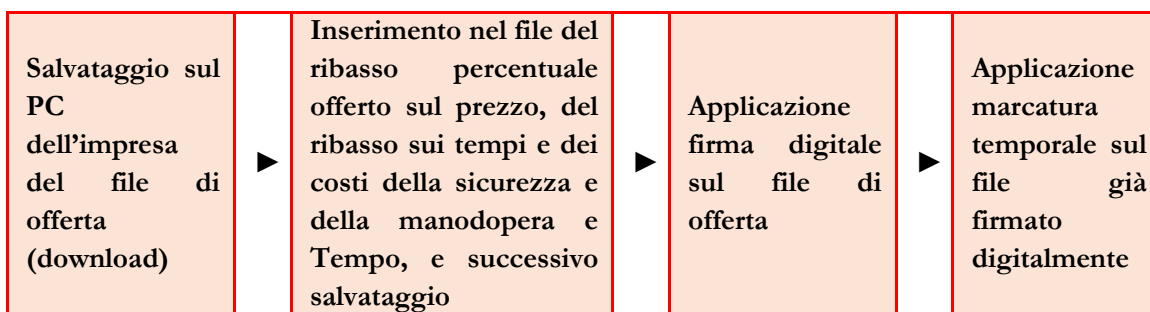 Salvataggio sul
PC
dell'impresa
del file di
offerta
(download)
►
Inserimento nel file del
ribasso percentuale
offerto sul prezzo, del
ribasso sui tempi e dei
costi della sicurezza e
della manodopera e
Tempo, e successivo
salvataggio
►
Applicazione
firma digitale
sul file di
offerta
►
Applicazione
marcatura
temporale sul
file già
firmato
digitalmente